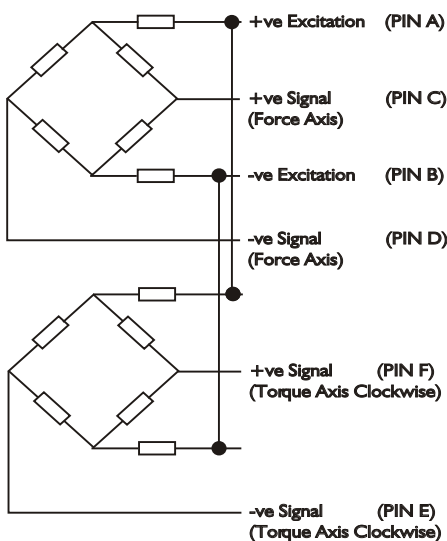 +ve Excitation (PIN A)
+ve Signal (PIN C)
(Force Axis)
-ve Excitation (PIN B)
-ve Signal (PIN D)
(Force Axis)
+ve Signal (PIN F)
(Torque Axis Clockwise)
-ve Signal (PIN E)
(Torque Axis Clockwise)